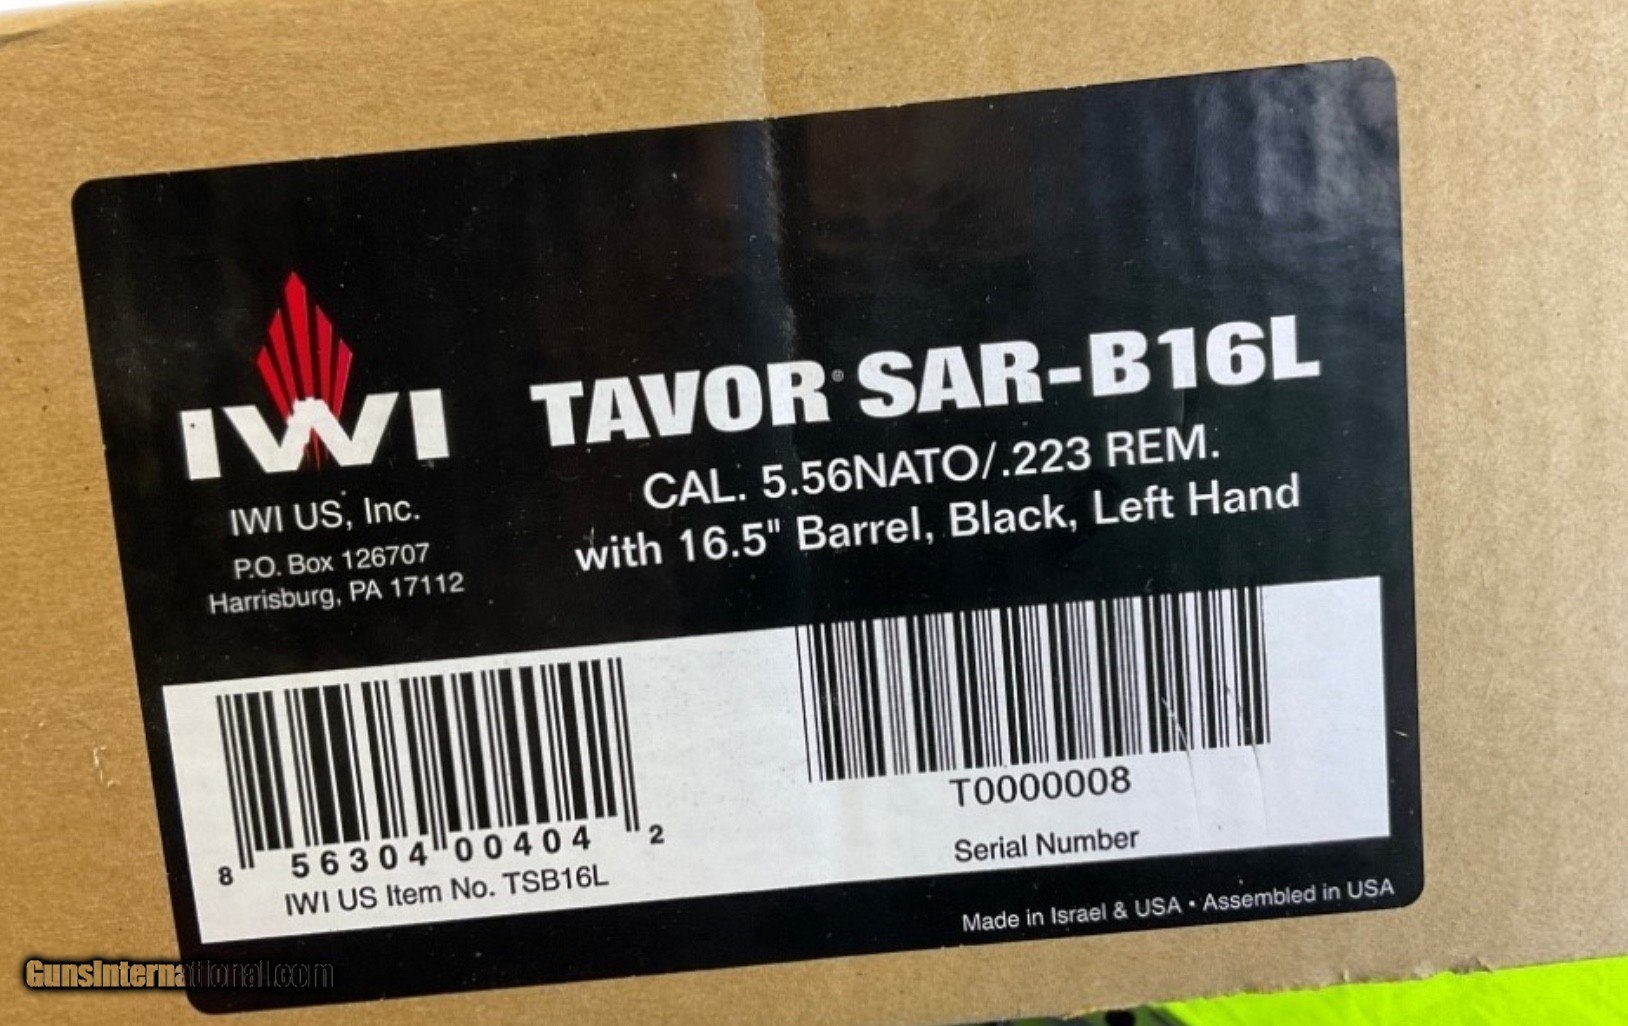 IWI
IWI US, Inc.
P.O. Box 126707
Harrisburg, PA 17112
TAVOR® SAR-B16L
CAL. 5.56NATO/.223 REM.
with 16.5" Barrel, Black, Left Hand
8 56304 00404 2
IWI US Item No. TSB16L
T0000008
Serial Number
Made in Israel & USA • Assembled in USA
GunsInternational.com